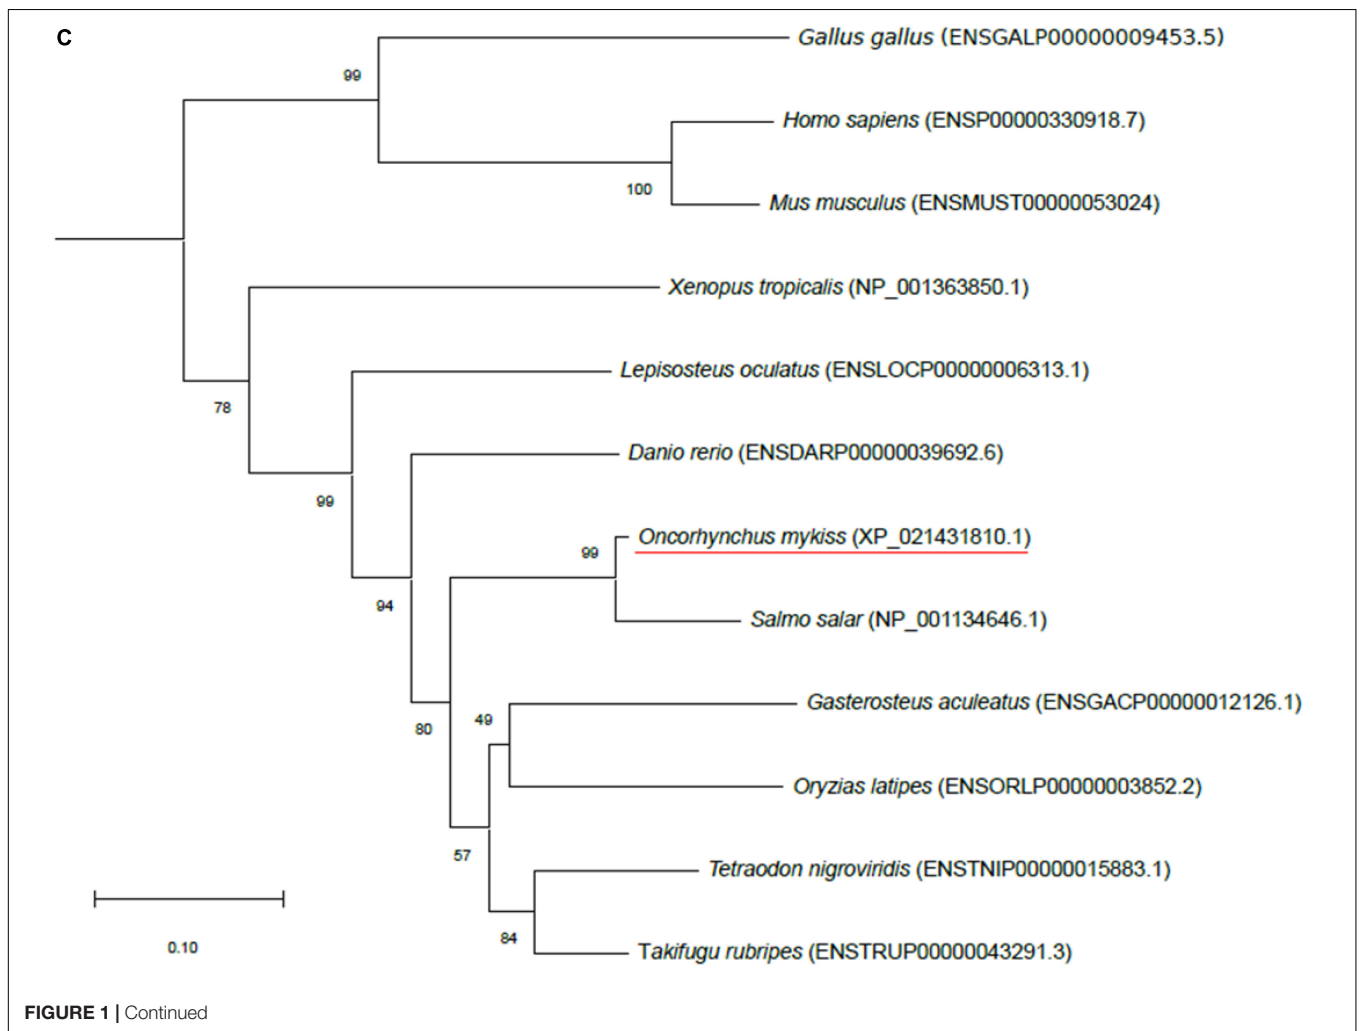 C
Gallus gallus (ENSGALP00000009453.5)
99
Homo sapiens (ENSP00000330918.7)
100
Mus musculus (ENSMUST00000053024)
Xenopus tropicalis (NP_001363850.1)
Lepisosteus oculatus (ENSLOCP00000006313.1)
78
Danio rerio (ENSDARP00000039692.6)
99
Oncorhynchus mykiss (XP_021431810.1)
99
94
Salmo salar (NP_001134646.1)
Gasterosteus aculeatus (ENSGACP00000012126.1)
49
80
Oryzias latipes (ENSORLP00000003852.2)
57
Tetraodon nigroviridis (ENSTNIP00000015883.1)
84
Takifugu rubripes (ENSTRUP00000043291.3)
0.10
FIGURE 1 | Continued